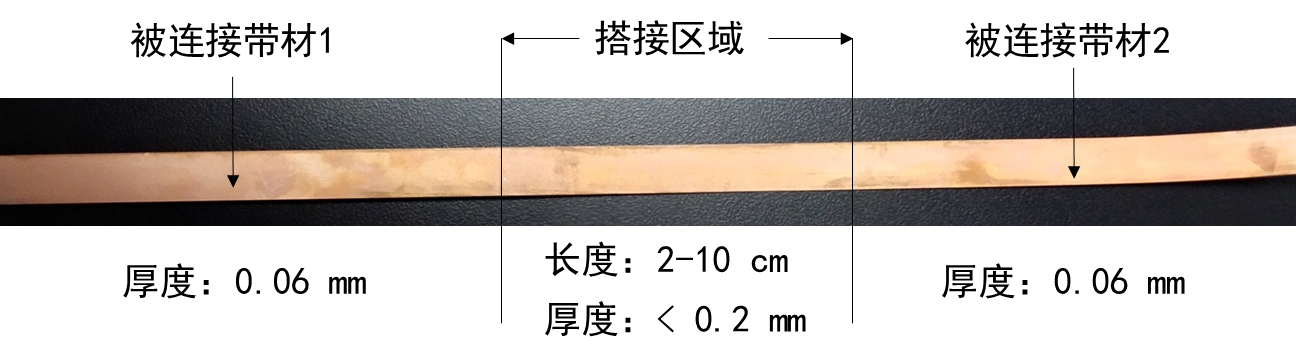 被连接带材1
搭接区域
被连接带材2
厚度：0.06 mm
长度：2-10 cm
厚度：< 0.2 mm
厚度：0.06 mm